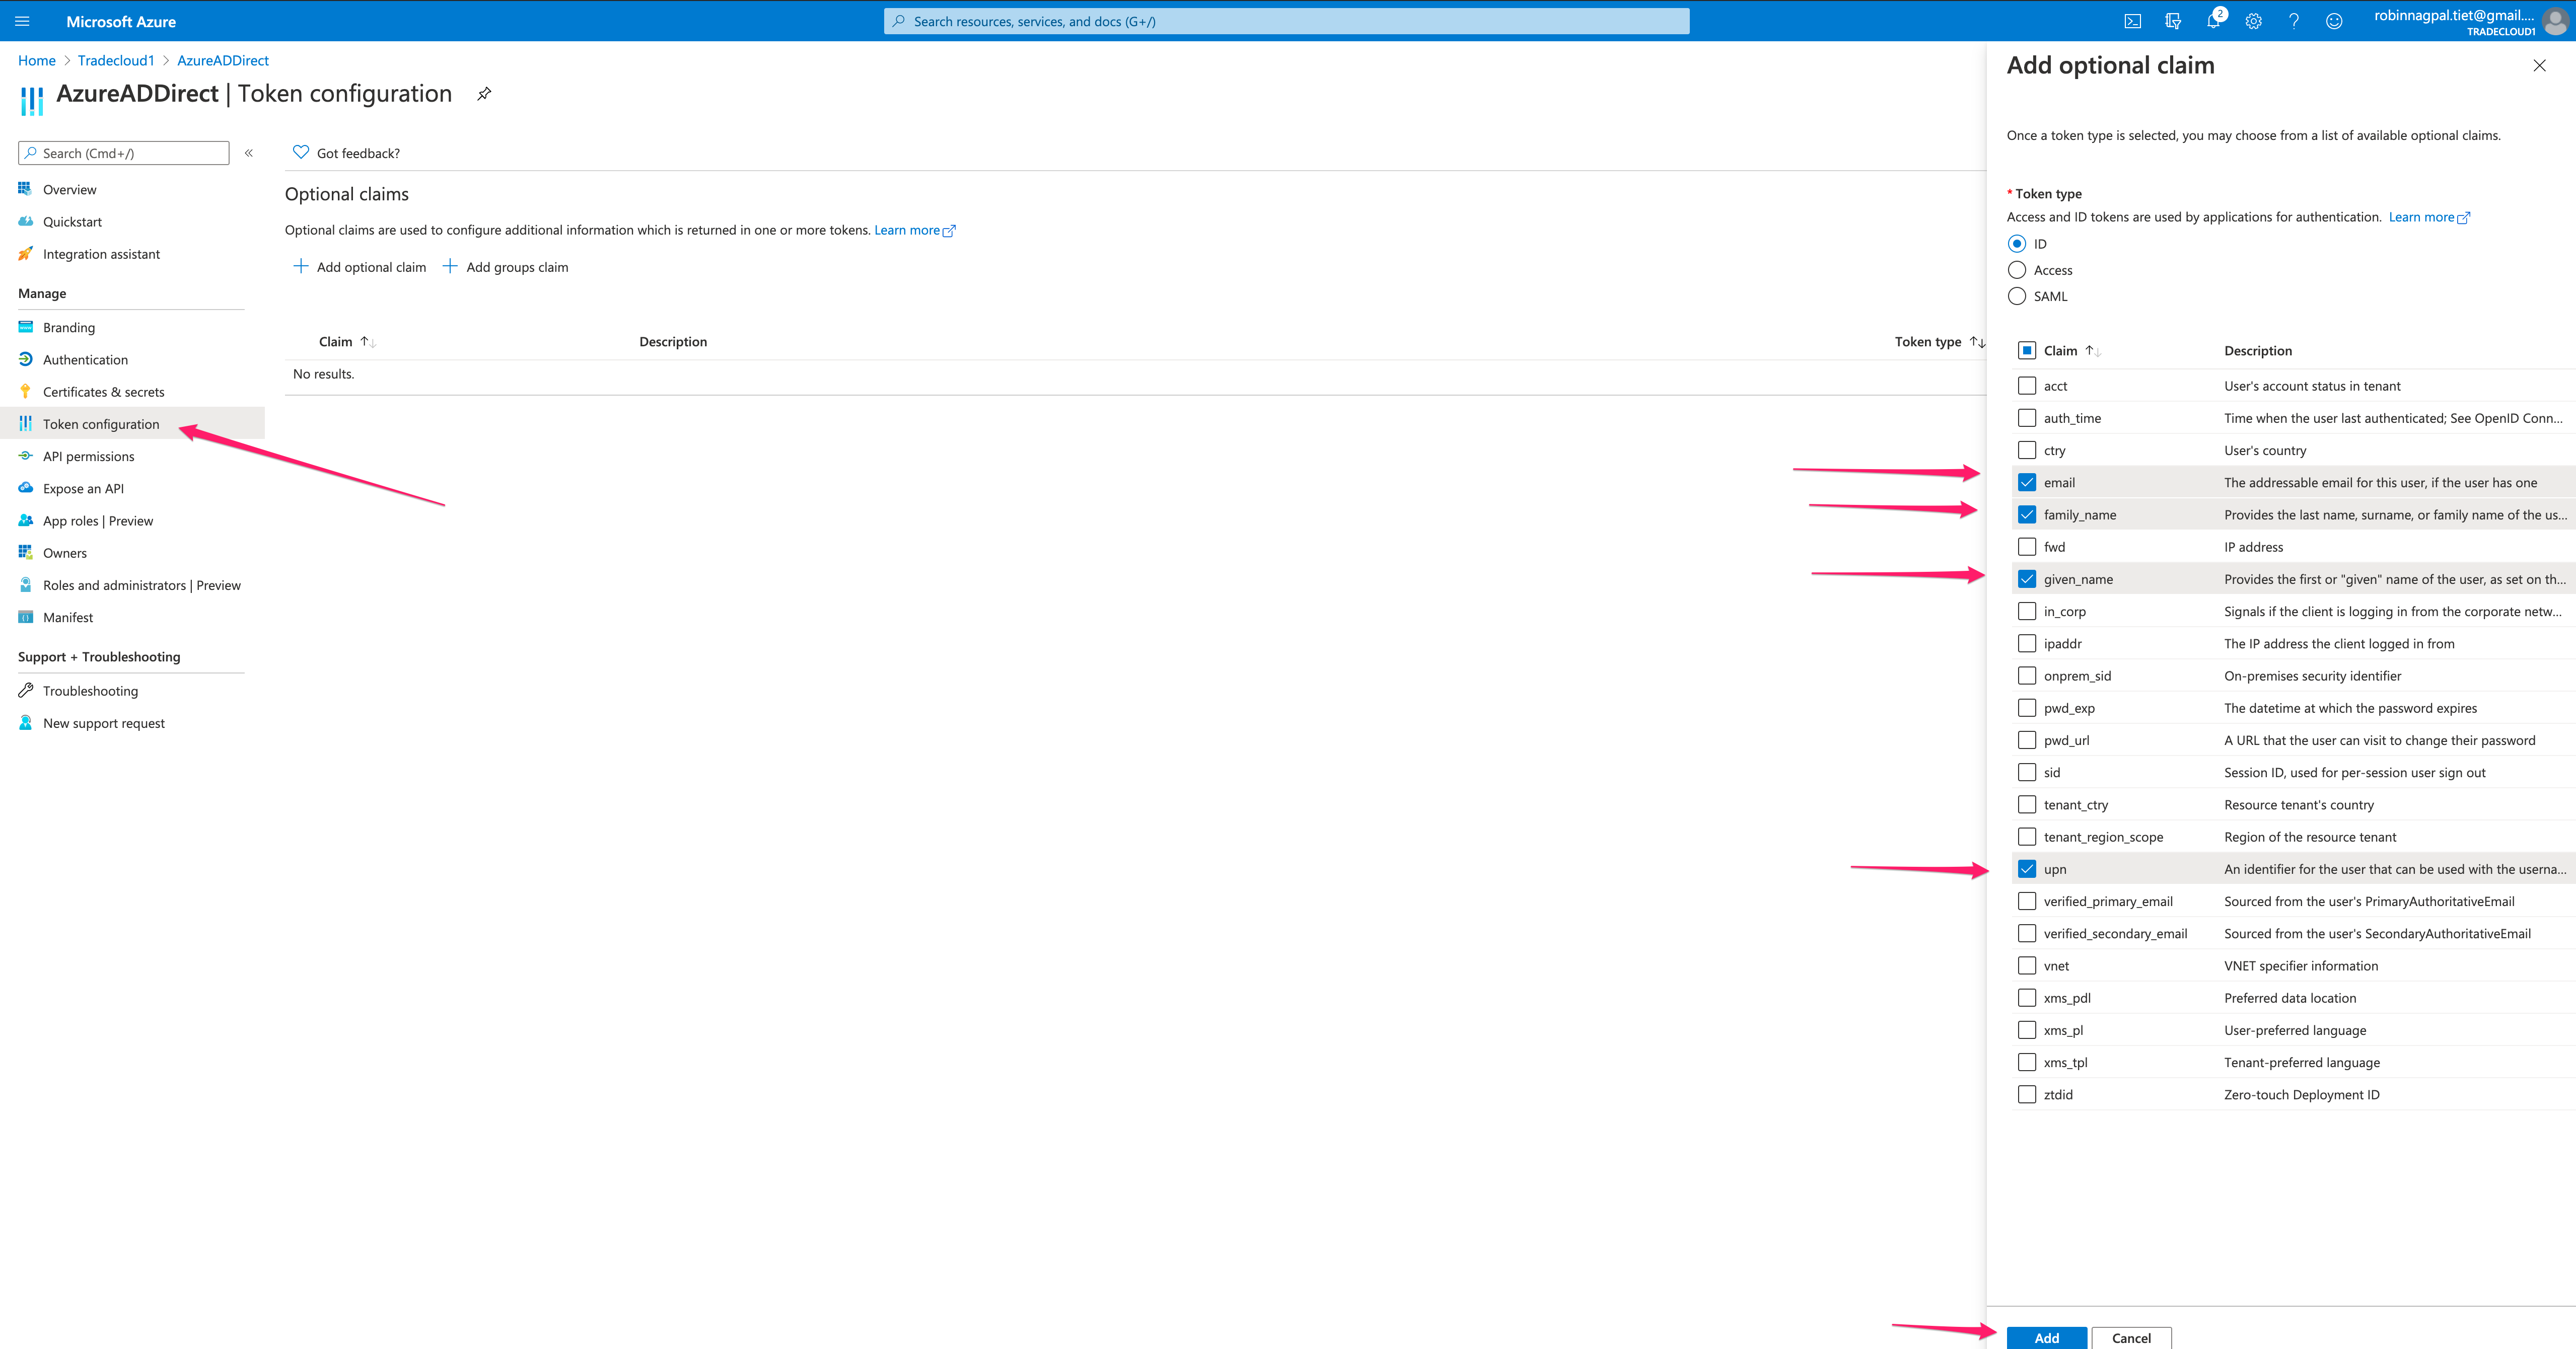 Microsoft Azure
Search resources, services, and docs (G+/)
2
robinnagpal.tiet@gmail....
TRADECLOUD1
Home > Tradecloud1 > AzureADDirect
AzureADDirect | Token configuration
Search (Cmd+/)
«
Overview
Quickstart
Integration assistant
Manage
Branding
Authentication
Certificates & secrets
Token configuration
API permissions
Expose an API
App roles | Preview
Owners
Roles and administrators | Preview
Manifest
Support + Troubleshooting
Troubleshooting
New support request
Got feedback?
Optional claims
Optional claims are used to configure additional information which is returned in one or more tokens. Learn more
Add optional claim
Add groups claim
Claim ↑↓ Description Token type ↑↓
No results.
Add optional claim
Once a token type is selected, you may choose from a list of available optional claims.
* Token type
Access and ID tokens are used by applications for authentication. Learn more
ID
Access
SAML
Claim ↑↓ Description
acct User's account status in tenant
auth_time Time when the user last authenticated; See OpenID Conn...
ctry User's country
email The addressable email for this user, if the user has one
family_name Provides the last name, surname, or family name of the us...
fwd IP address
given_name Provides the first or "given" name of the user, as set on th...
in_corp Signals if the client is logging in from the corporate netw...
ipaddr The IP address the client logged in from
onprem_sid On-premises security identifier
pwd_exp The datetime at which the password expires
pwd_url A URL that the user can visit to change their password
sid Session ID, used for per-session user sign out
tenant_ctry Resource tenant's country
tenant_region_scope Region of the resource tenant
upn An identifier for the user that can be used with the userna...
verified_primary_email Sourced from the user's PrimaryAuthoritativeEmail
verified_secondary_email Sourced from the user's SecondaryAuthoritativeEmail
vnet VNET specifier information
xms_pdl Preferred data location
xms_pl User-preferred language
xms_tpl Tenant-preferred language
ztdid Zero-touch Deployment ID
Add
Cancel